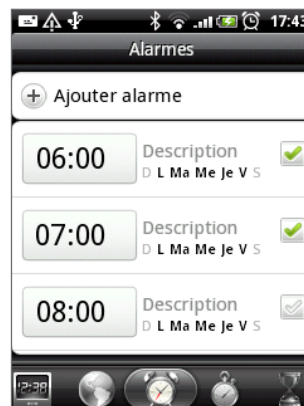 17:43
Alarmes
Ajouter alarme
06:00
Description
D L Ma Me Je V S
07:00
Description
D L Ma Me Je V S
08:00
Description
D L Ma Me Je V S
12:38